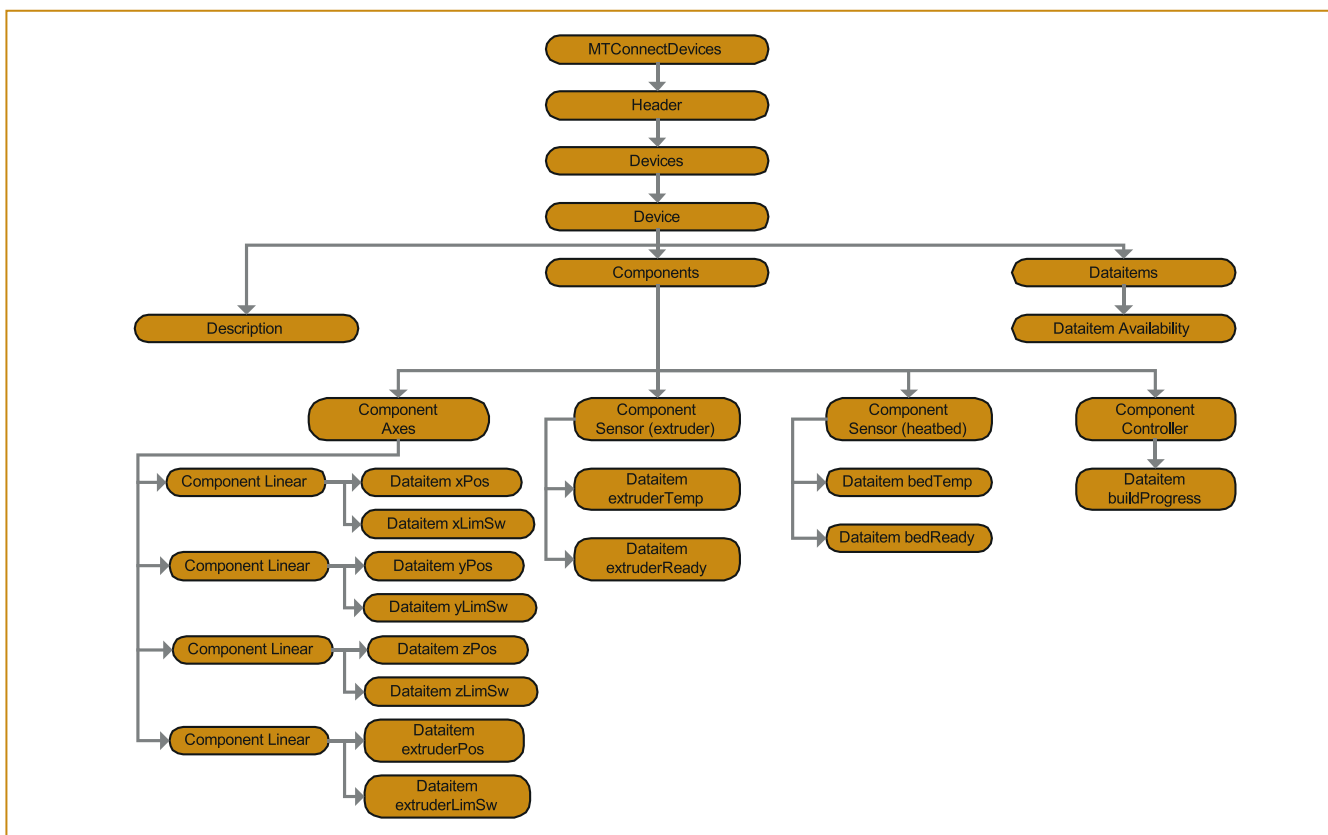 MTConnectDevices
Header
Devices
Device
Components
Dataitems
Description
Dataitem Availability
Component
Axes
Component
Sensor (extruder)
Component
Sensor (heatbed)
Component
Controller
Component Linear
Dataitem xPos
Dataitem xLimSw
Component Linear
Dataitem yPos
Dataitem yLimSw
Component Linear
Dataitem zPos
Dataitem zLimSw
Component Linear
Dataitem
extruderPos
Dataitem
extruderLimSw
Dataitem
extruderTemp
Dataitem
extruderReady
Dataitem bedTemp
Dataitem bedReady
Dataitem
buildProgress